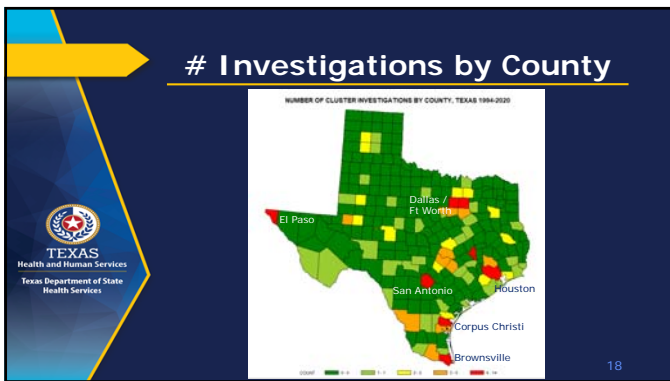 # Investigations by County
NUMBER OF CLUSTER INVESTIGATIONS BY COUNTY, TEXAS 1994-2020
Dallas /
Ft Worth
El Paso
San Antonio
Houston
Corpus Christi
Brownsville
TEXAS
Health and Human Services
Texas Department of State
Health Services
COUNT
18